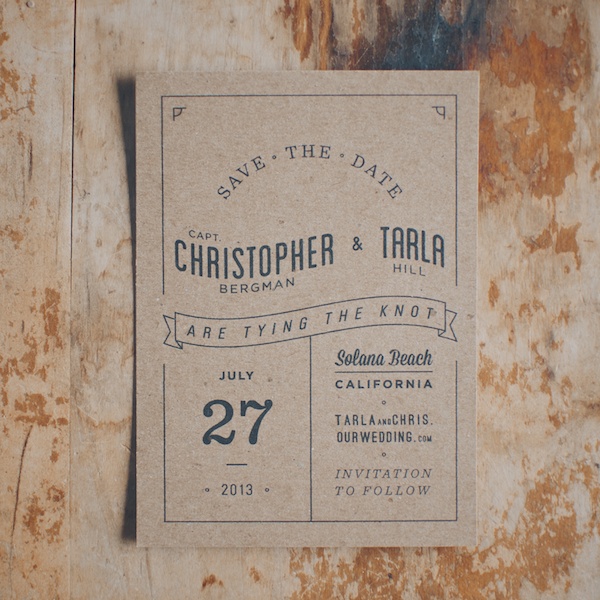 SAVE • THE • DATE
CAPT.
CHRISTOPHER & TARLA
BERGMAN HILL
ARE TYING THE KNOT
JULY
27
2013
Solana Beach
CALIFORNIA
TARLAANDCHRIS.
OURWEDDING.COM
INVITATION
TO FOLLOW